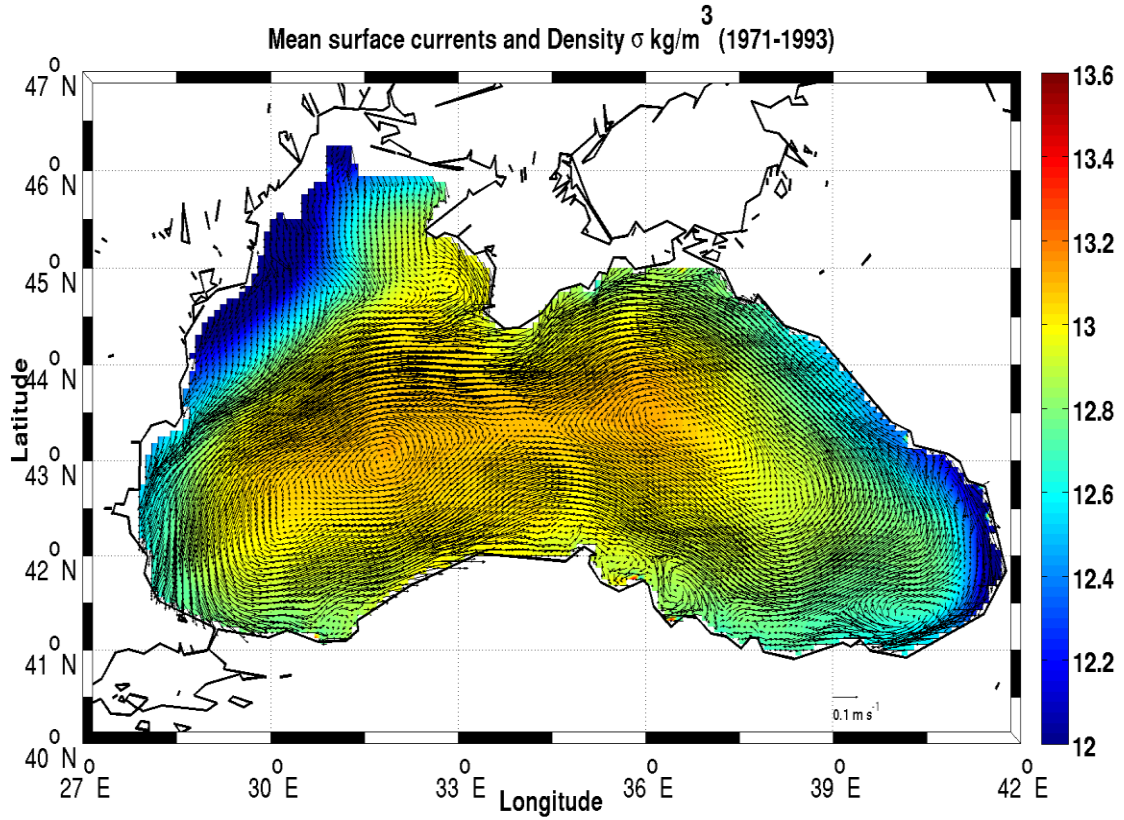 Mean surface currents and Density σ kg/m³ (1971-1993)
47° N
46° N
45° N
44° N
43° N
42° N
41° N
40° N
Latitude
27° E
30° E
33° E
36° E
39° E
42° E
Longitude
0.1 m s⁻¹
13.6
13.4
13.2
13
12.8
12.6
12.4
12.2
12